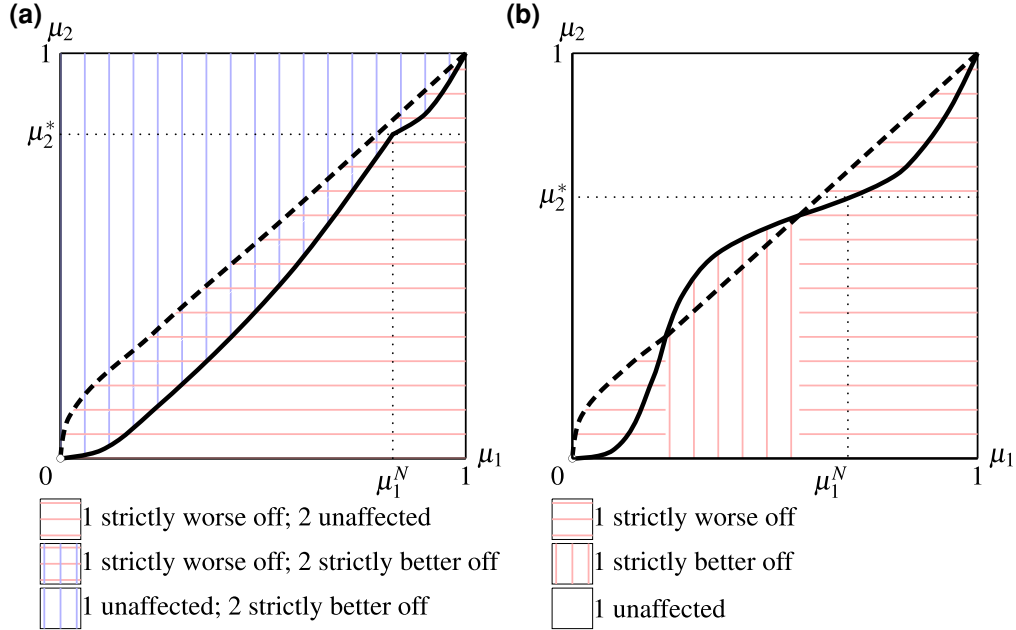 (a)
μ₂
1
μ₂*
0
μ₁ᴺ
1
μ₁
1 strictly worse off; 2 unaffected
1 strictly worse off; 2 strictly better off
1 unaffected; 2 strictly better off
(b)
μ₂
1
μ₂*
0
μ₁ᴺ
1
μ₁
1 strictly worse off
1 strictly better off
1 unaffected